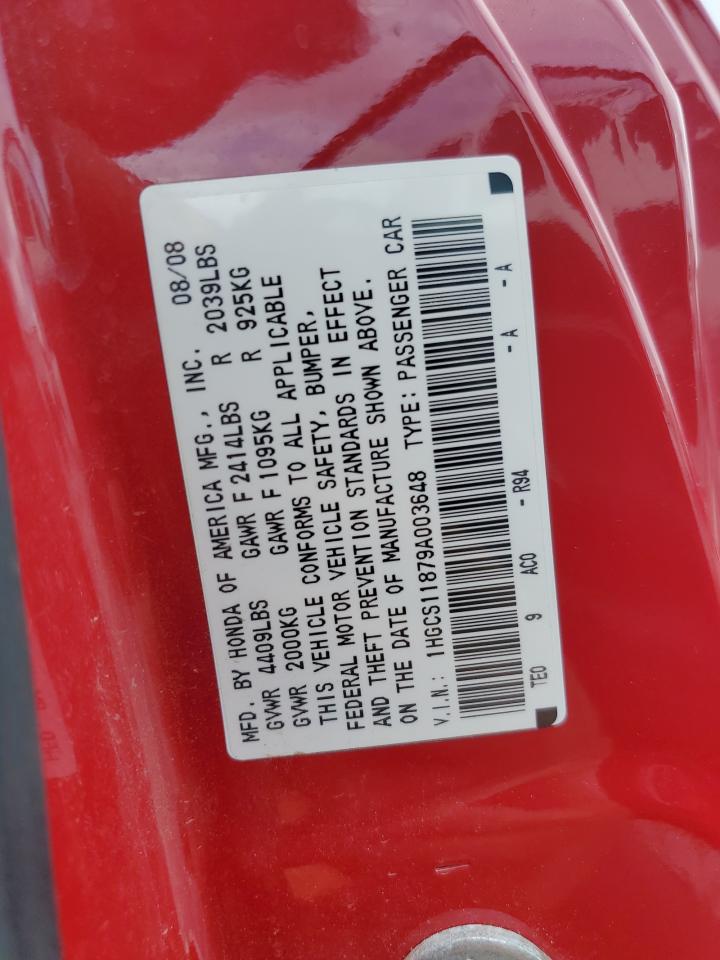 MFD. BY HONDA OF AMERICA MFG., INC. 08/08
GVWR 4409LBS GAWR F 2414LBS R 2039LBS
GVWR 2000KG GAWR F 1095KG R 925KG
THIS VEHICLE CONFORMS TO ALL APPLICABLE
FEDERAL MOTOR VEHICLE SAFETY, BUMPER,
AND THEFT PREVENTION STANDARDS IN EFFECT
ON THE DATE OF MANUFACTURE SHOWN ABOVE.
V.I.N.: 1HGCS11879A003648 TYPE: PASSENGER CAR
TE0 9 AC0 - R94 - A - A